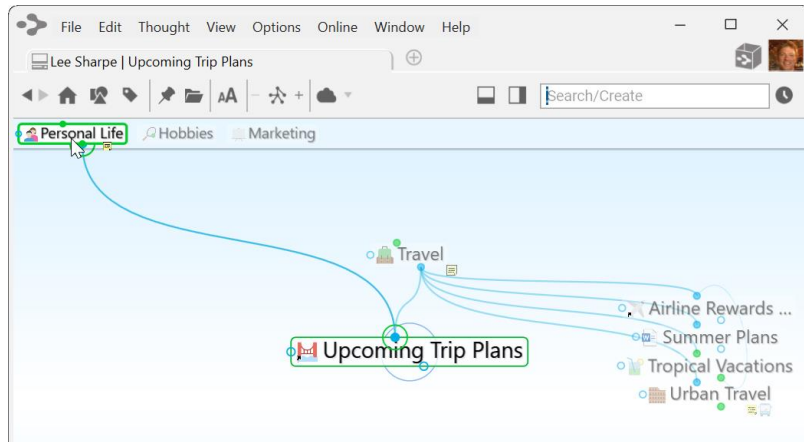 File Edit Thought View Options Online Window Help
Lee Sharpe | Upcoming Trip Plans
AA
Search/Create
Personal Life Hobbies Marketing
Travel
Airline Rewards ...
Upcoming Trip Plans
Summer Plans
Tropical Vacations
Urban Travel